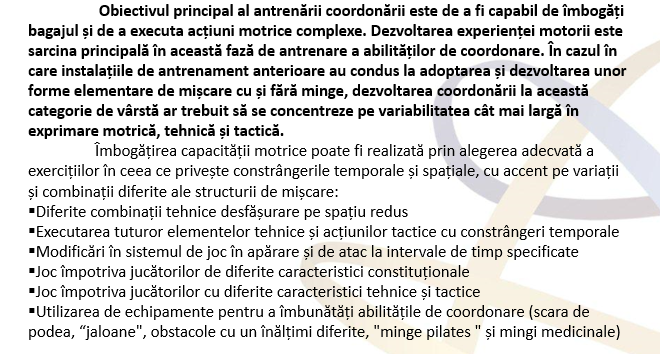 Obiectivul principal al antrenării coordonării este de a fi capabil de îmbogăți
bagajul și de a executa acțiuni motrice complexe. Dezvoltarea experienței motorii este
sarcina principală în această fază de antrenare a abilităților de coordonare. În cazul în
care instalațiile de antrenament anterioare au condus la adoptarea și dezvoltarea unor
forme elementare de mișcare cu și fără minge, dezvoltarea coordonării la această
categorie de vârstă ar trebuit să se concentreze pe variabilitatea cât mai largă în
exprimare motrică, tehnică și tactică.
Îmbogățirea capacității motrice poate fi realizată prin alegerea adecvată a
exercițiilor în ceea ce privește constrângerile temporale și spațiale, cu accent pe variații
și combinații diferite ale structurii de mișcare:
▪Diferite combinații tehnice desfășurare pe spațiu redus
▪Executarea tuturor elementelor tehnice și acțiunilor tactice cu constrângeri temporale
▪Modificări în sistemul de joc în apărare și de atac la intervale de timp specificate
▪Joc împotriva jucătorilor de diferite caracteristici constituționale
▪Joc împotriva jucătorilor cu diferite caracteristici tehnice și tactice
▪Utilizarea de echipamente pentru a îmbunătăți abilitățile de coordonare (scara de
podea, “jaloane", obstacole cu un înălțimi diferite, "minge pilates " și mingi medicinale)